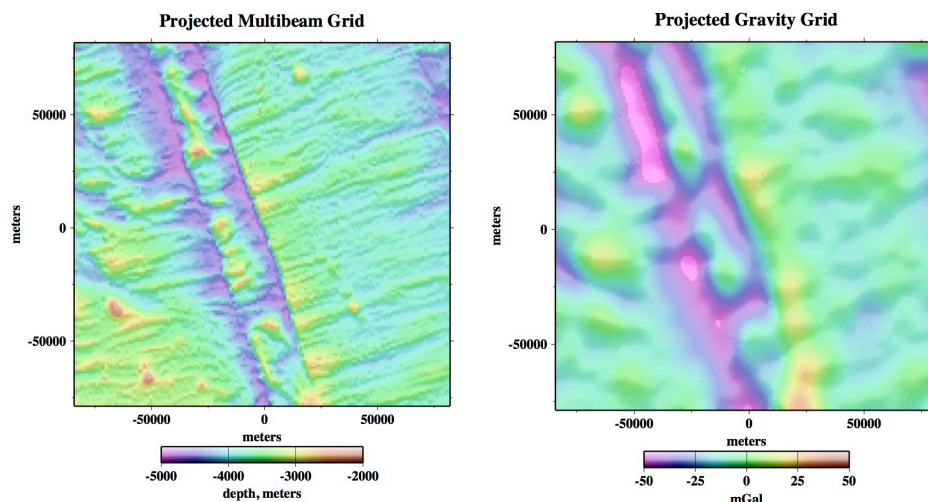 Projected Multibeam Grid
meters
50000
0
-50000
-50000
0
50000
meters
-5000
-4000
-3000
-2000
depth, meters
Projected Gravity Grid
meters
50000
0
-50000
-50000
0
50000
meters
-50
-25
0
25
50
mGal